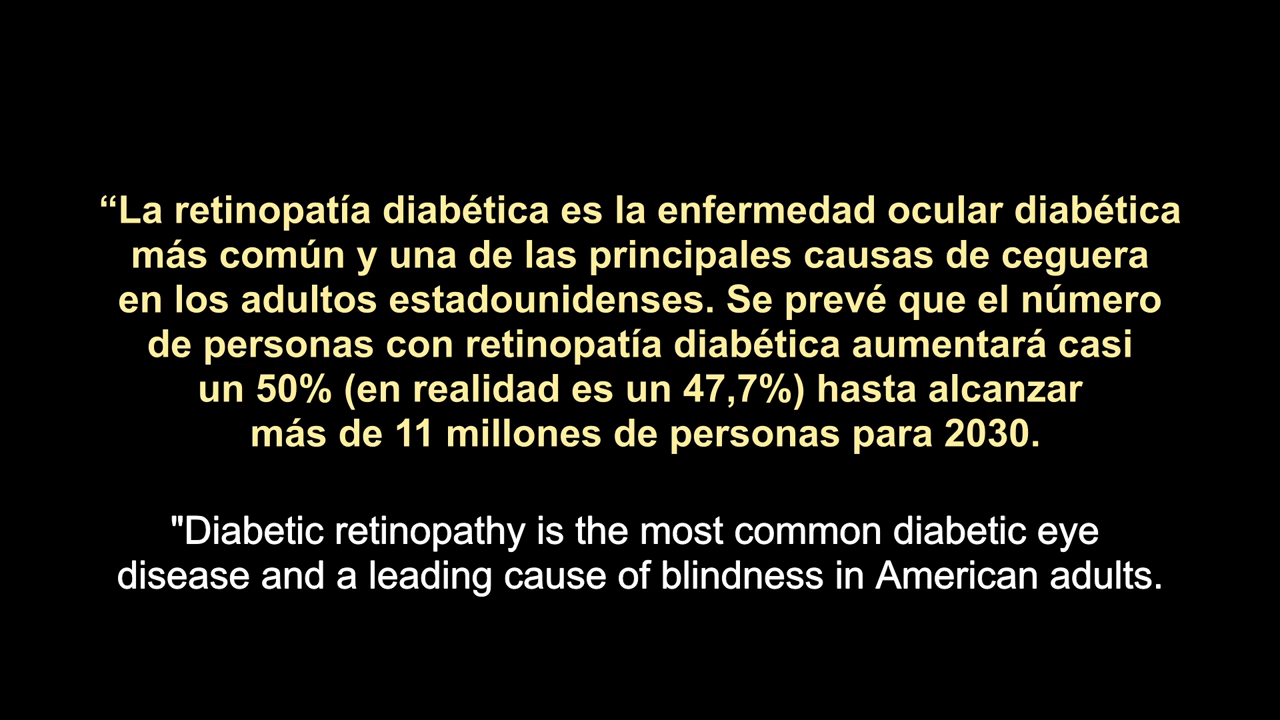 “La retinopatía diabética es la enfermedad ocular diabética
más común y una de las principales causas de ceguera
en los adultos estadounidenses. Se prevé que el número
de personas con retinopatía diabética aumentará casi
un 50% (en realidad es un 47,7%) hasta alcanzar
más de 11 millones de personas para 2030.
"Diabetic retinopathy is the most common diabetic eye
disease and a leading cause of blindness in American adults.